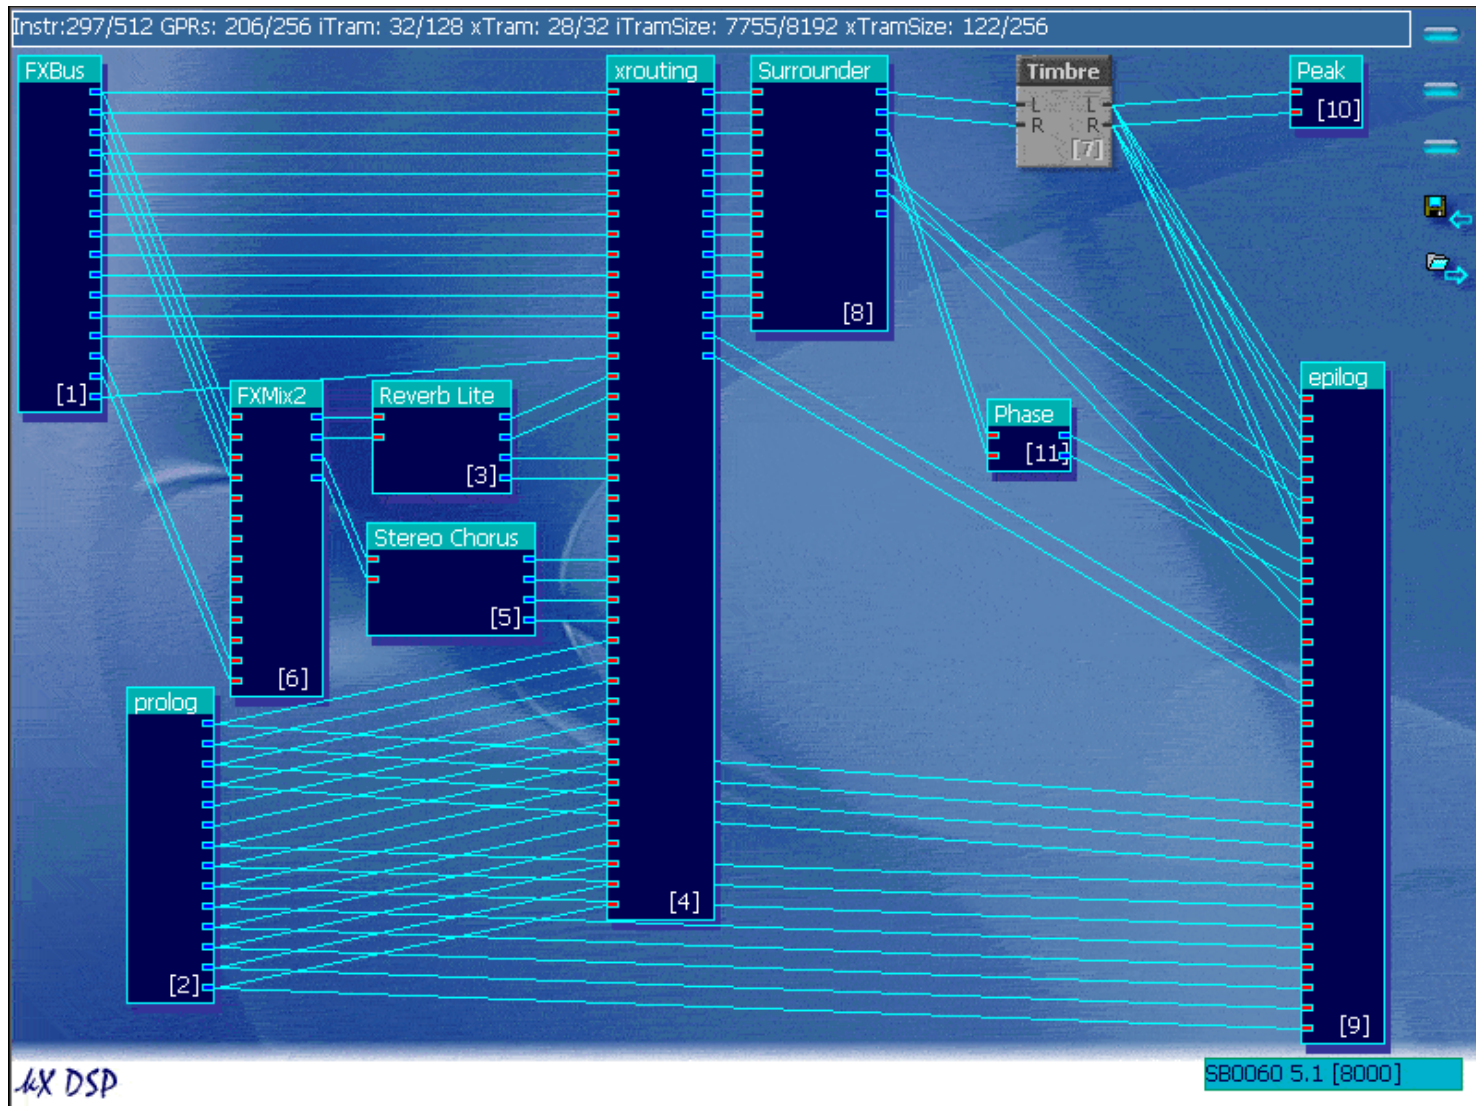 Instr:297/512 GPRs: 206/256 iTram: 32/128 xTram: 28/32 iTramSize: 7755/8192 xTramSize: 122/256
FXBus
[1]
xrouting
[4]
Surrounder
[8]
Timbre
L L
R R
[7]
Peak
[10]
FXMix2
[6]
Reverb Lite
[3]
Stereo Chorus
[5]
Phase
[11]
epilog
[9]
prolog
[2]
kX DSP
SB0060 5.1 [8000]